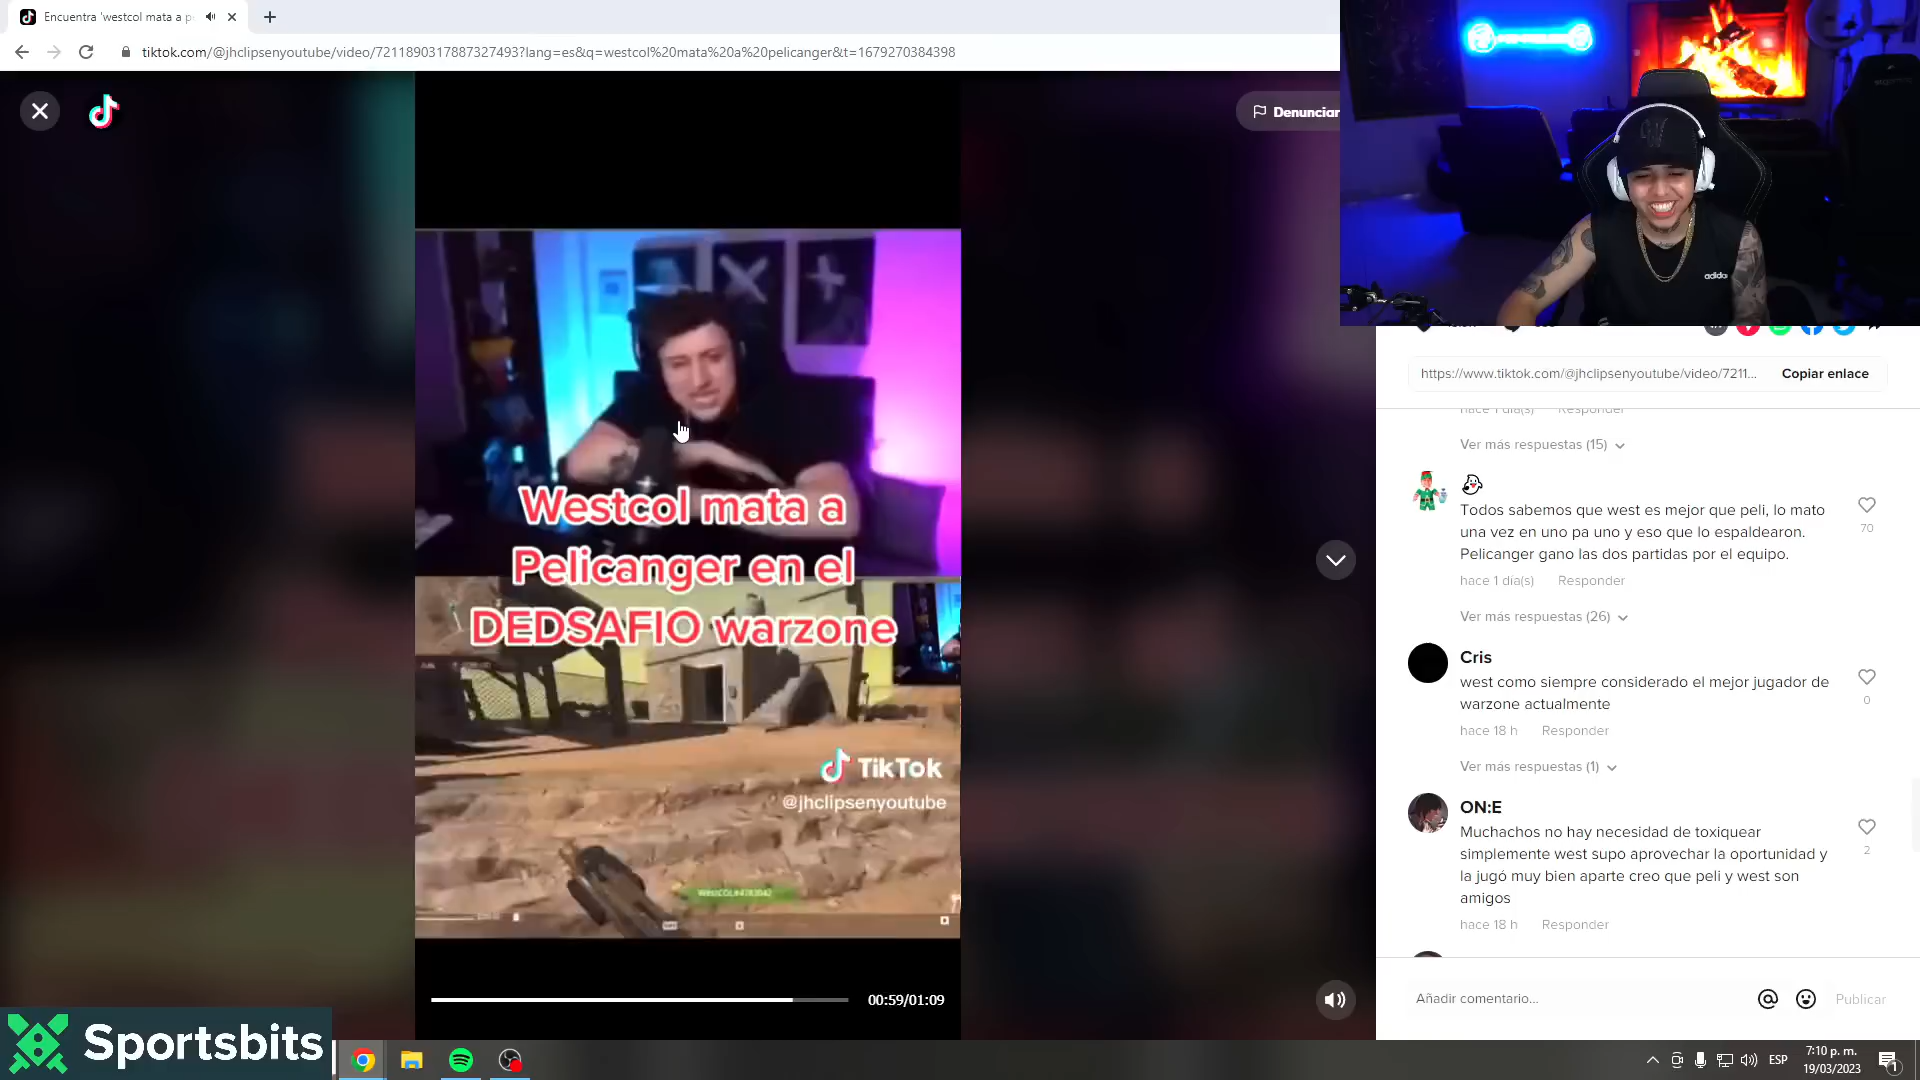 Encuentra 'westcol mata a p
tiktok.com/@jhclipsenyoutube/video/7211890317887327493?lang=es&q=westcol%20mata%20a%20pelicanger&t=1679270384398
Denunciar
Westcol mata a
Pelicanger en el
DEDSAFIO warzone
TikTok
@jhclipsenyoutube
00:59/01:09
adidas
https://www.tiktok.com/@jhclipsenyoutube/video/7211...
Copiar enlace
hace 1 día(s) Responder
Ver más respuestas (15)
Todos sabemos que west es mejor que peli, lo mato
una vez en uno pa uno y eso que lo espaldearon.
Pelicanger gano las dos partidas por el equipo.
70
hace 1 día(s) Responder
Ver más respuestas (26)
Cris
west como siempre considerado el mejor jugador de
warzone actualmente
0
hace 18 h Responder
Ver más respuestas (1)
ON:E
Muchachos no hay necesidad de toxiquear
simplemente west supo aprovechar la oportunidad y
la jugó muy bien aparte creo que peli y west son
amigos
2
hace 18 h Responder
Añadir comentario...
Publicar
Sportsbits
ESP
7:10 p. m.
19/03/2023
1